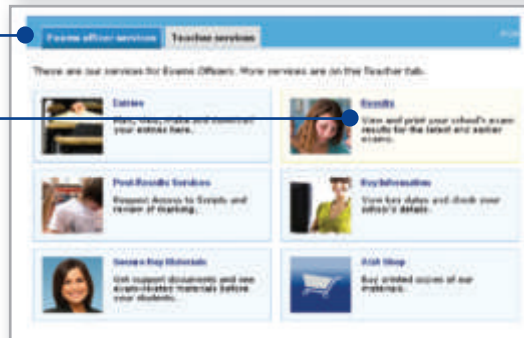 Exams officer services
Teacher services
These are our services for Exams Officers. More services are on the Teacher tab.
Entries
your entries here.
Results
View and print your school's exam
results for the latest and earlier
exams.
Post-Results Services
Request Access to Scripts and
review of marking.
Key Information
View key dates and check your
school's details.
Secure Key Materials
Get support documents and see
exam-related materials before
your students.
Shop
Buy printed copies of our
materials.